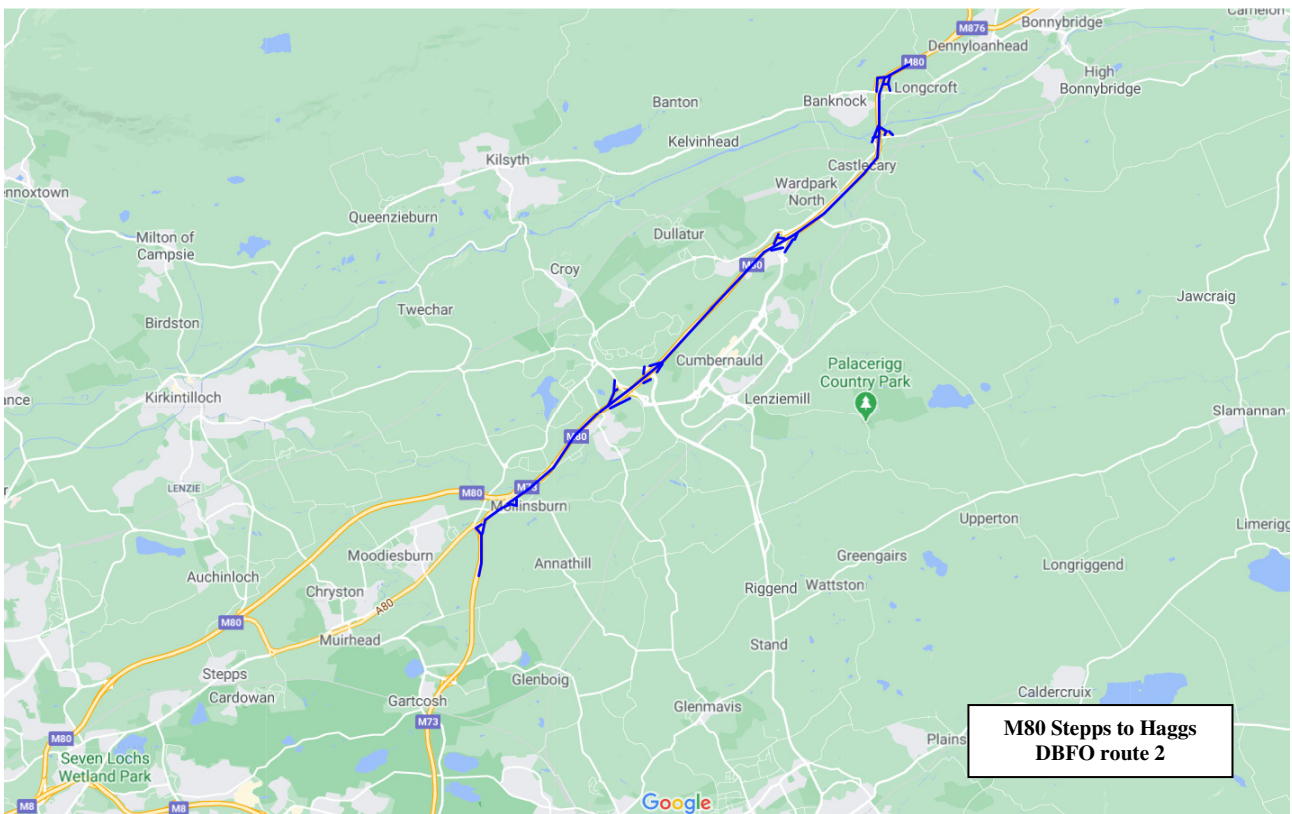 Camelon
Bonnybridge
M876
Dennyloanhead
M80
High
Bonnybridge
Longcroft
Banknock
Banton
Kelvinhead
Kilsyth
Castlecary
Wardpark
North
ennoxtown
Queenzieburn
Milton of
Campsie
Dullatur
M80
Croy
Jawcraig
Twechar
Birdston
Cumbernauld
Palacerigg
Country Park
Kirkintilloch
ance
Lenziemill
Slamannan
M80
LENZIE
M80
M73
Mollinsburn
Upperton
Limerigg
Moodiesburn
Annathill
Greengairs
Longriggend
Auchinloch
Chryston
A80
Riggend
Wattston
M80
Muirhead
Stand
Stepps
Cardowan
Glenboig
Gartcosh
Glenmavis
Caldercruix
M73
M80
Plains
Seven Lochs
Wetland Park
M8
M8
Google
M80 Stepps to Haggs
DBFO route 2